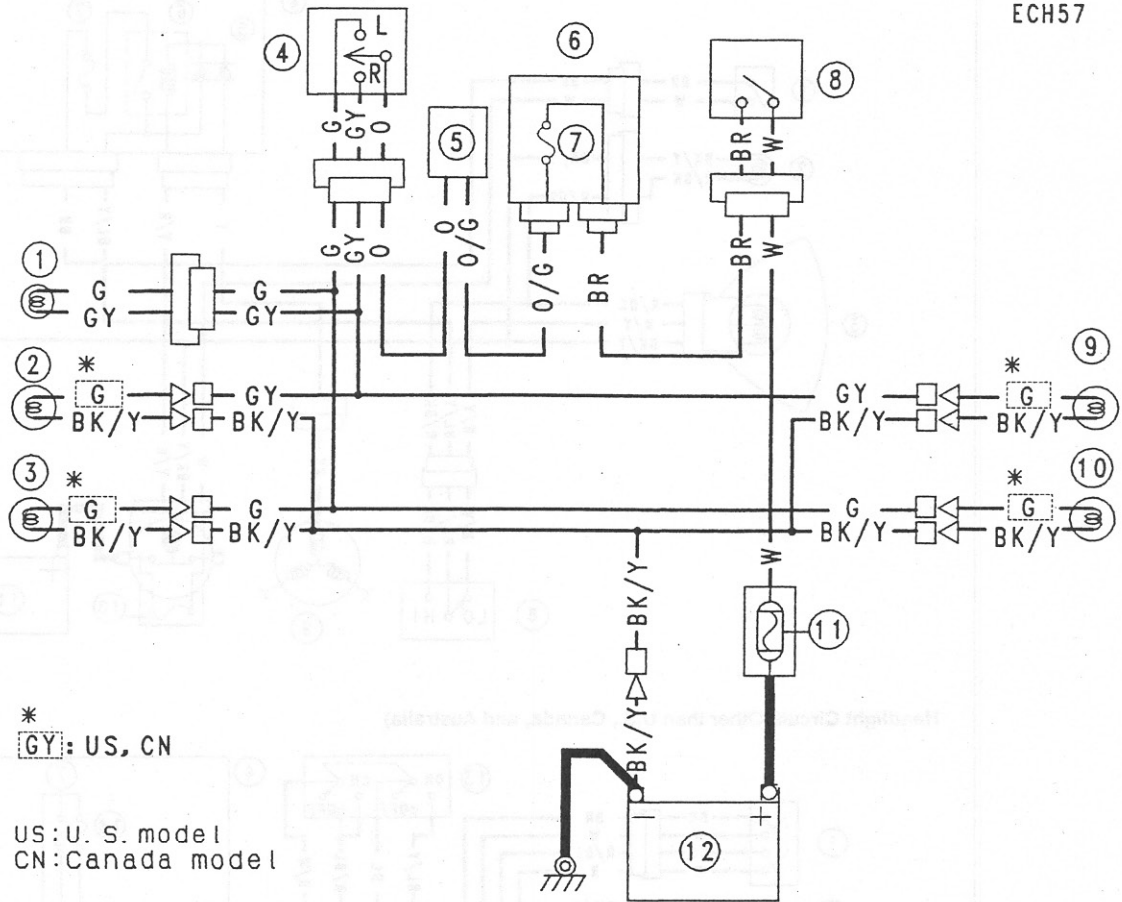 ECH57
4
L
R
6
8
G
GY
O
5
7
BR
W
G
GY
O
O
O/G
O/G
BR
BR
W
1
G
GY
G
GY
2
*
G
BK/Y
GY
BK/Y
GY
BK/Y
*
G
BK/Y
9
3
*
G
BK/Y
G
BK/Y
G
BK/Y
*
G
BK/Y
10
BK/Y
W
11
BK/Y
*
GY: US, CN
US: U. S. model
CN: Canada model
−
+
12